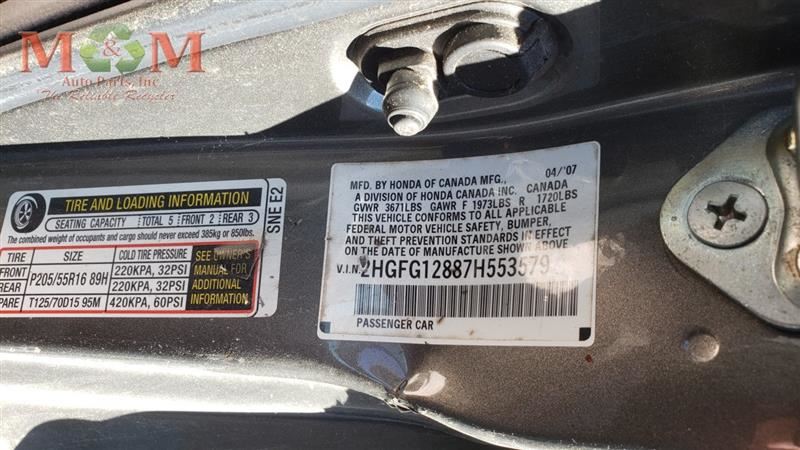 M&M
Auto Parts, Inc.
"The Reliable Recycler"
TIRE AND LOADING INFORMATION
SEATING CAPACITY TOTAL 5 FRONT 2 REAR 3
The combined weight of occupants and cargo should never exceed 385kg or 850lbs.
SIZE COLD TIRE PRESSURE
FRONT P205/55R16 89H 220KPA, 32PSI
220KPA, 32PSI
T125/70D15 95M 420KPA, 60PSI
SEE OWNER'S
MANUAL FOR
ADDITIONAL
INFORMATION
SNE E2
04/'07
MFD. BY HONDA OF CANADA MFG.,
A DIVISION OF HONDA CANADA INC. CANADA
GVWR 3671LBS GAWR F 1973LBS R 1720LBS
THIS VEHICLE CONFORMS TO ALL APPLICABLE
FEDERAL MOTOR VEHICLE SAFETY, BUMPER,
AND THEFT PREVENTION STANDARDS IN EFFECT
ON THE DATE OF MANUFACTURE SHOWN ABOVE
V.I.N. 2HGFG12887H553579
PASSENGER CAR